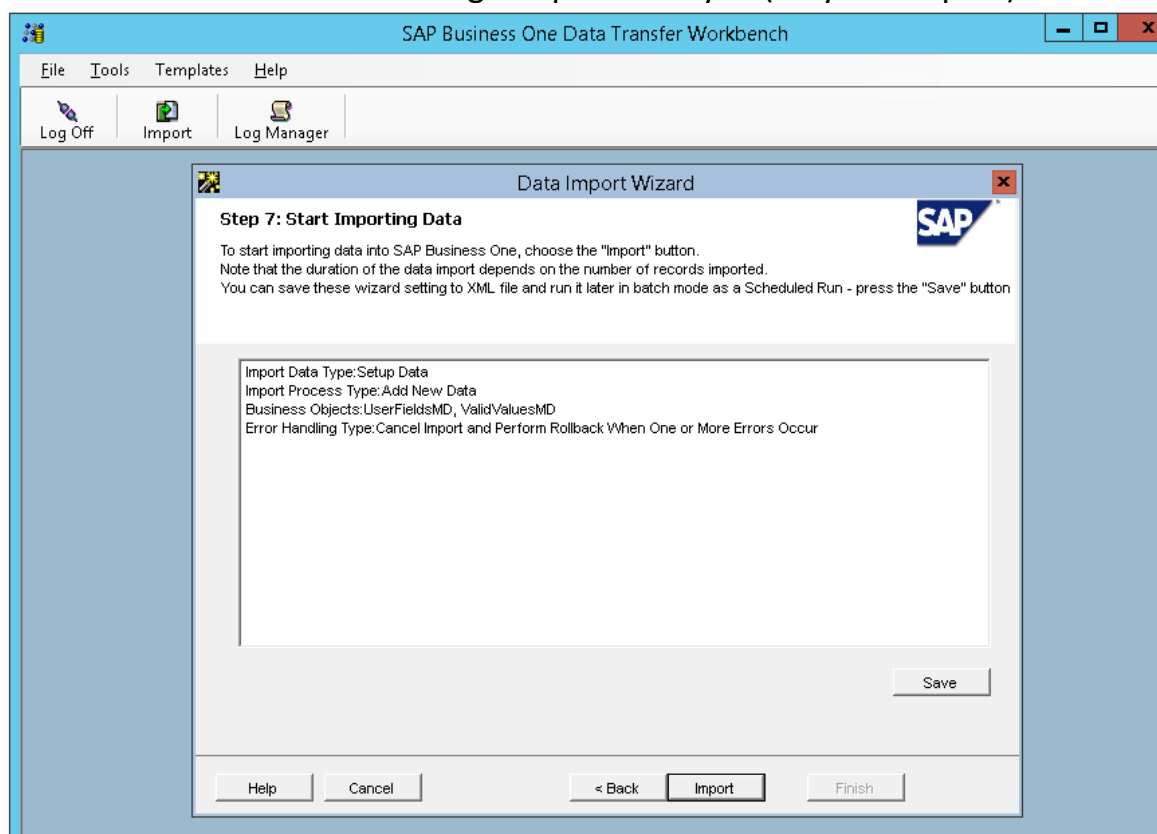 SAP Business One Data Transfer Workbench
x
File Tools Templates Help
Log Off Import Log Manager
Data Import Wizard
x
Step 7: Start Importing Data
SAP
To start importing data into SAP Business One, choose the "Import" button.
Note that the duration of the data import depends on the number of records imported.
You can save these wizard setting to XML file and run it later in batch mode as a Scheduled Run - press the "Save" button
Import Data Type:Setup Data
Import Process Type:Add New Data
Business Objects:UserFieldsMD, ValidValuesMD
Error Handling Type:Cancel Import and Perform Rollback When One or More Errors Occur
Save
Help Cancel < Back Import Finish